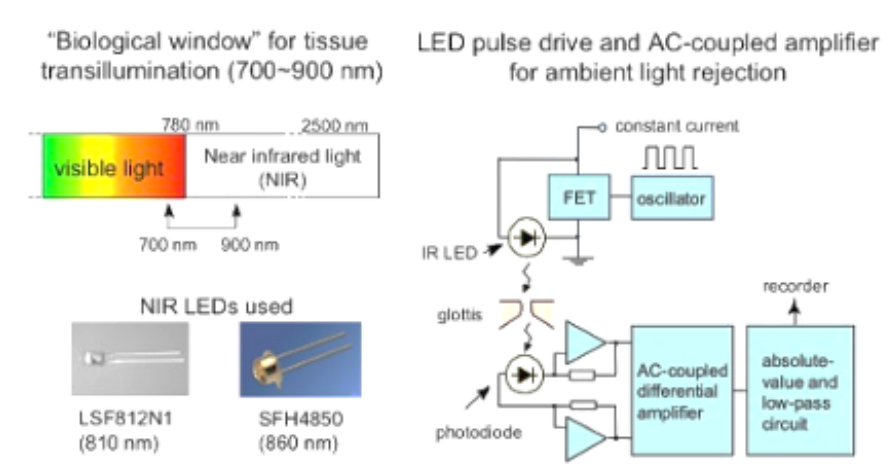 “Biological window” for tissue
transillumination (700~900 nm)
780 nm
2500 nm
visible light
Near infrared light
(NIR)
700 nm
900 nm
NIR LEDs used
LSF812N1
(810 nm)
SFH4850
(860 nm)
LED pulse drive and AC-coupled amplifier
for ambient light rejection
constant current
FET
oscillator
IR LED
glottis
recorder
AC-coupled
differential
amplifier
absolute-
value and
low-pass
circuit
photodiode